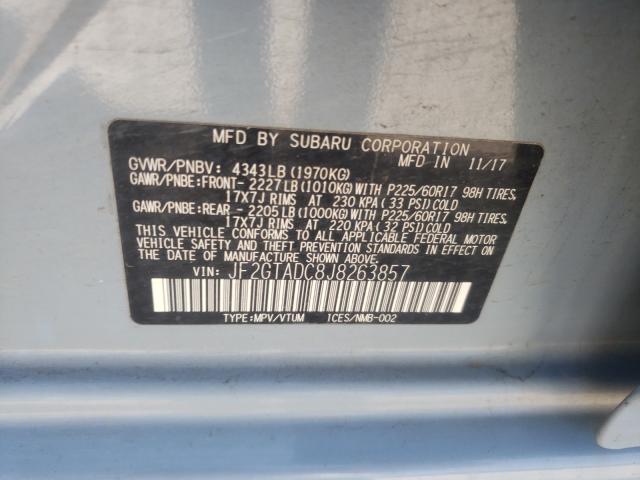 MFD BY SUBARU CORPORATION
MFD IN 11/17
GVWR/PNBV: 4343LB (1970KG)
GAWR/PNBE:FRONT- 2227LB (1010KG) WITH P225/60R17 98H TIRES,
17X7J RIMS AT 230 KPA (33 PSI) COLD
GAWR/PNBE:REAR - 2205LB (1000KG) WITH P225/60R17 98H TIRES,
17X7J RIMS AT 220 KPA (32 PSI) COLD
THIS VEHICLE CONFORMS TO ALL APPLICABLE FEDERAL MOTOR
VEHICLE SAFETY AND THEFT PREVENTION STANDARDS IN EFFECT ON THE
DATE OF MANUFACTURE SHOWN ABOVE.
VIN: JF2GTADC8J8263857
TYPE:MPV/VTUM ICES/NMB-002